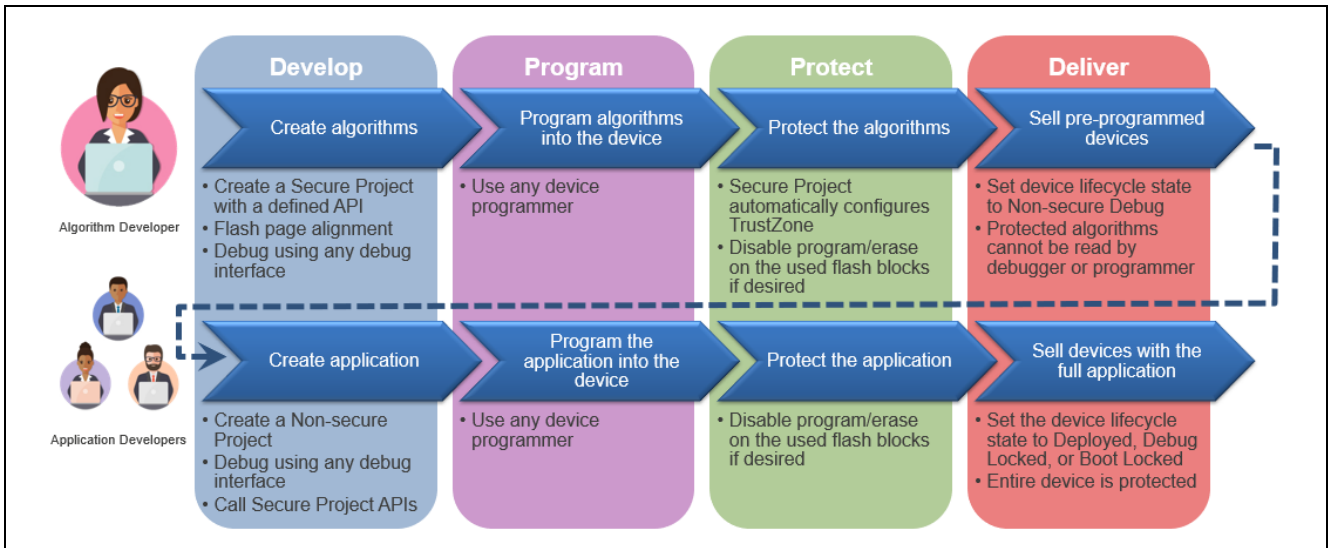 Develop
Program
Protect
Deliver
Create algorithms
Program algorithms
into the device
Protect the algorithms
Sell pre-programmed
devices
• Create a Secure Project
with a defined API
• Flash page alignment
• Debug using any debug
interface
• Use any device
programmer
• Secure Project
automatically configures
TrustZone
• Disable program/erase
on the used flash blocks
if desired
• Set device lifecycle state
to Non-secure Debug
• Protected algorithms
cannot be read by
debugger or programmer
Algorithm Developer
Create application
Program the
application into the
device
Protect the application
Sell devices with the
full application
• Create a Non-secure
Project
• Debug using any debug
interface
• Call Secure Project APIs
• Use any device
programmer
• Disable program/erase
on the used flash blocks
if desired
• Set the device lifecycle
state to Deployed, Debug
Locked, or Boot Locked
• Entire device is protected
Application Developers